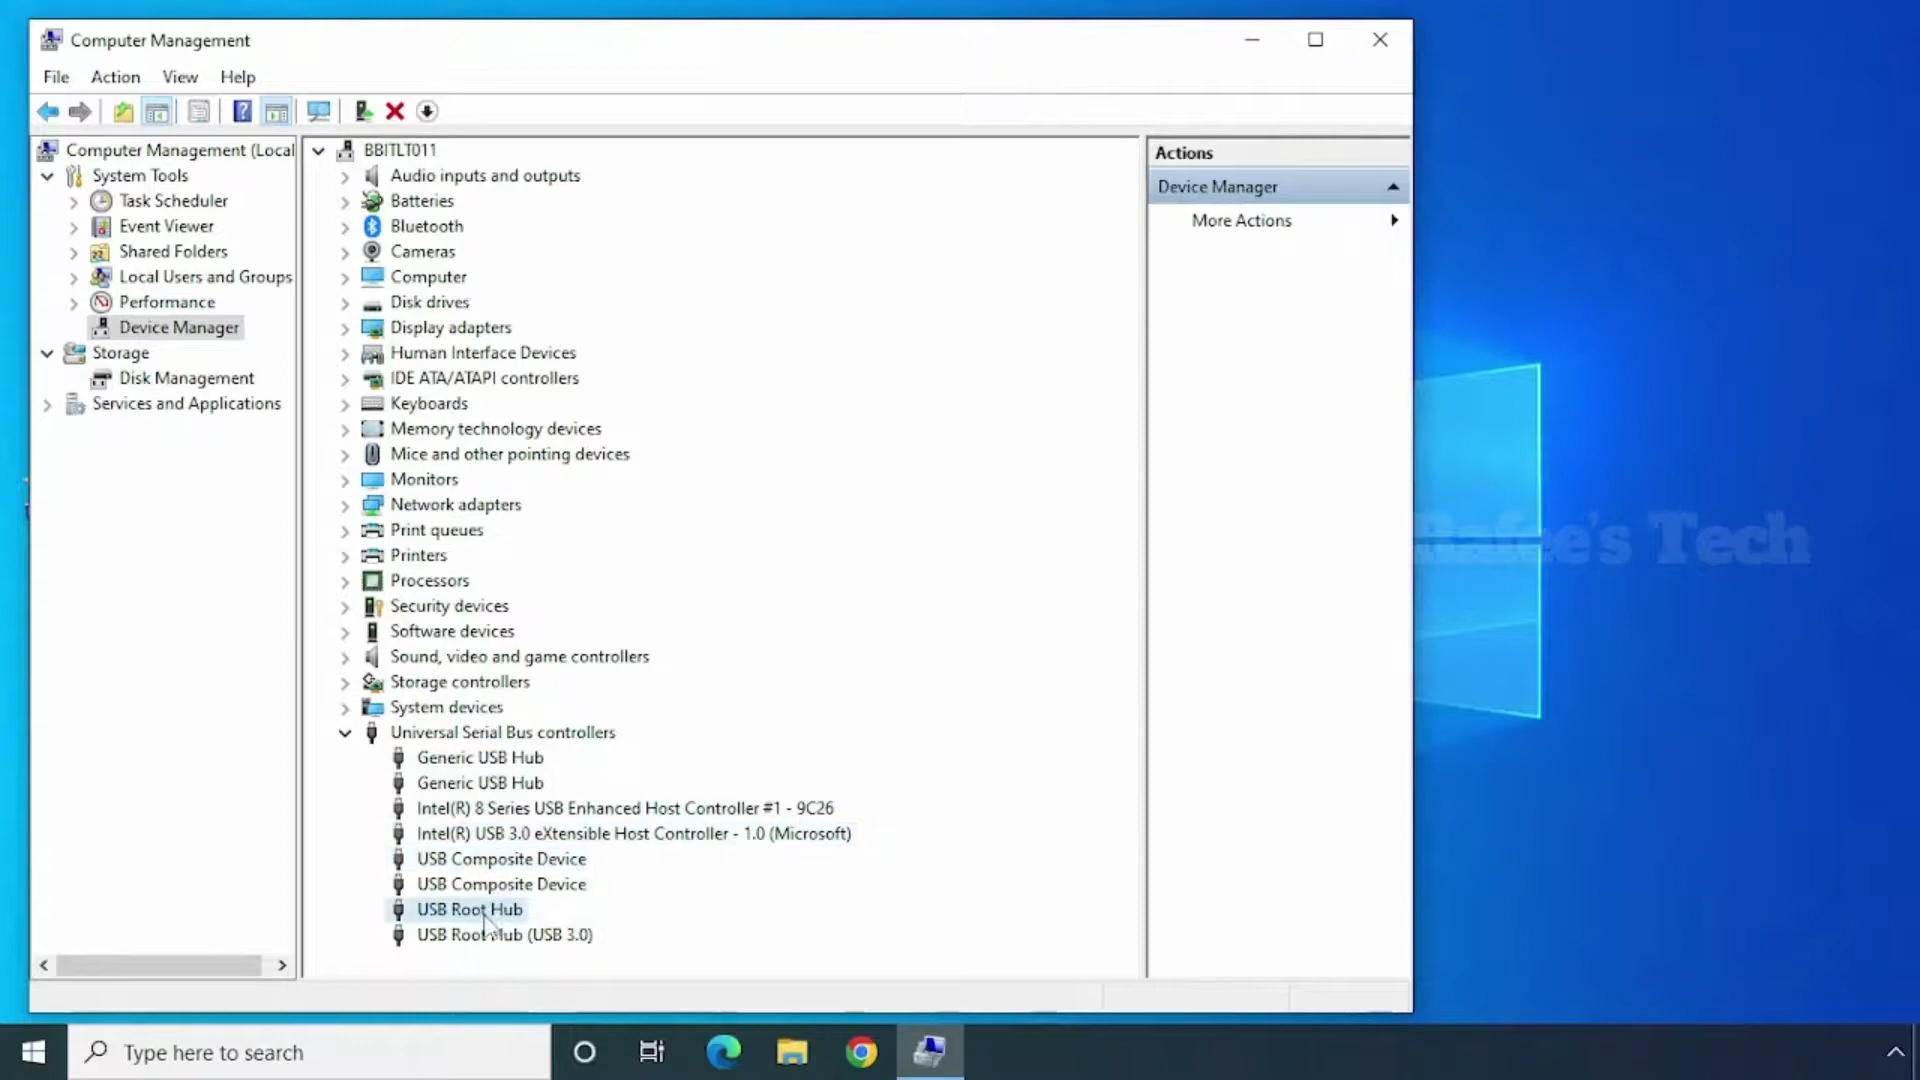 Computer Management
File Action View Help
Computer Management (Local
System Tools
Task Scheduler
Event Viewer
Shared Folders
Local Users and Groups
Performance
Device Manager
Storage
Disk Management
Services and Applications
BBITLT011
Audio inputs and outputs
Batteries
Bluetooth
Cameras
Computer
Disk drives
Display adapters
Human Interface Devices
IDE ATA/ATAPI controllers
Keyboards
Memory technology devices
Mice and other pointing devices
Monitors
Network adapters
Print queues
Printers
Processors
Security devices
Software devices
Sound, video and game controllers
Storage controllers
System devices
Universal Serial Bus controllers
Generic USB Hub
Generic USB Hub
Intel(R) 8 Series USB Enhanced Host Controller #1 - 9C26
Intel(R) USB 3.0 eXtensible Host Controller - 1.0 (Microsoft)
USB Composite Device
USB Composite Device
USB Root Hub
USB Root Hub (USB 3.0)
Actions
Device Manager
More Actions
Rafee's Tech
Type here to search